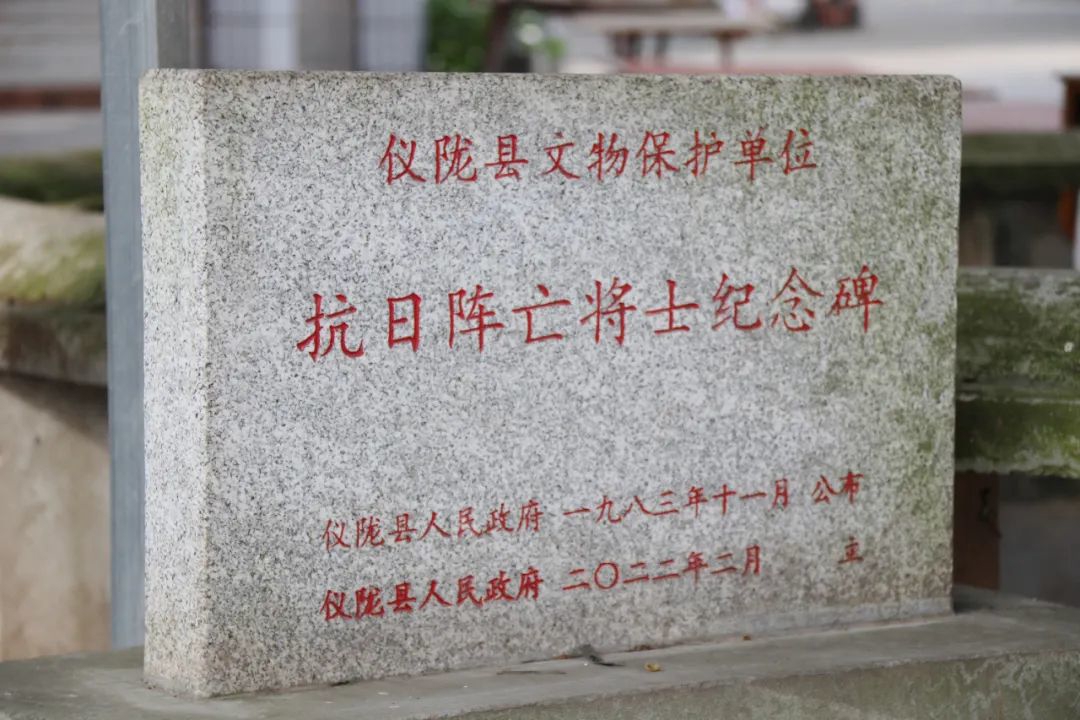 仪陇县文物保护单位
抗日阵亡将士纪念碑
仪陇县人民政府 一九八三年十一月 公布
仪陇县人民政府 二〇二二年二月 主